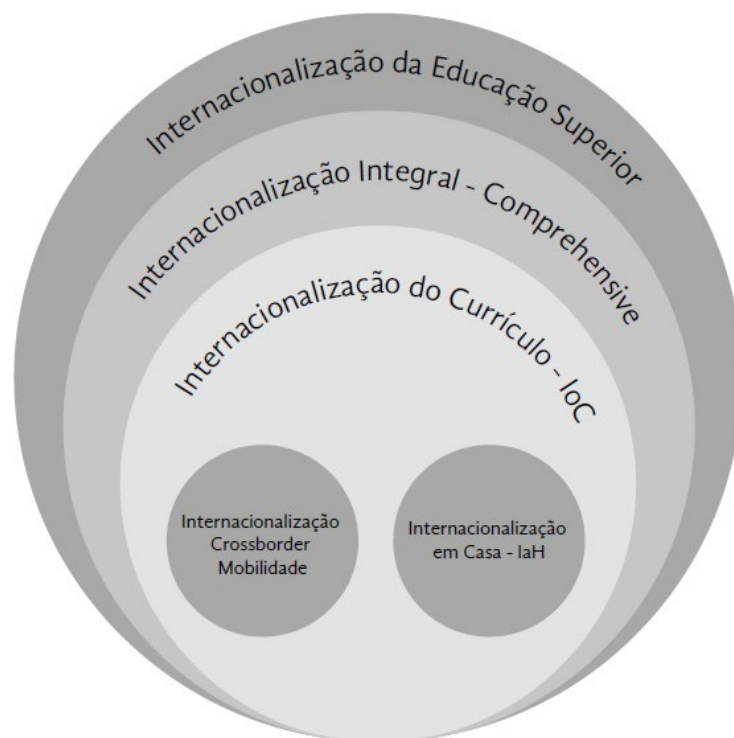 Internacionalização da Educação Superior
Internacionalização Integral - Comprehensive
Internacionalização do Currículo - IoC
Internacionalização
Crossborder
Mobilidade
Internacionalização
em Casa - IaH